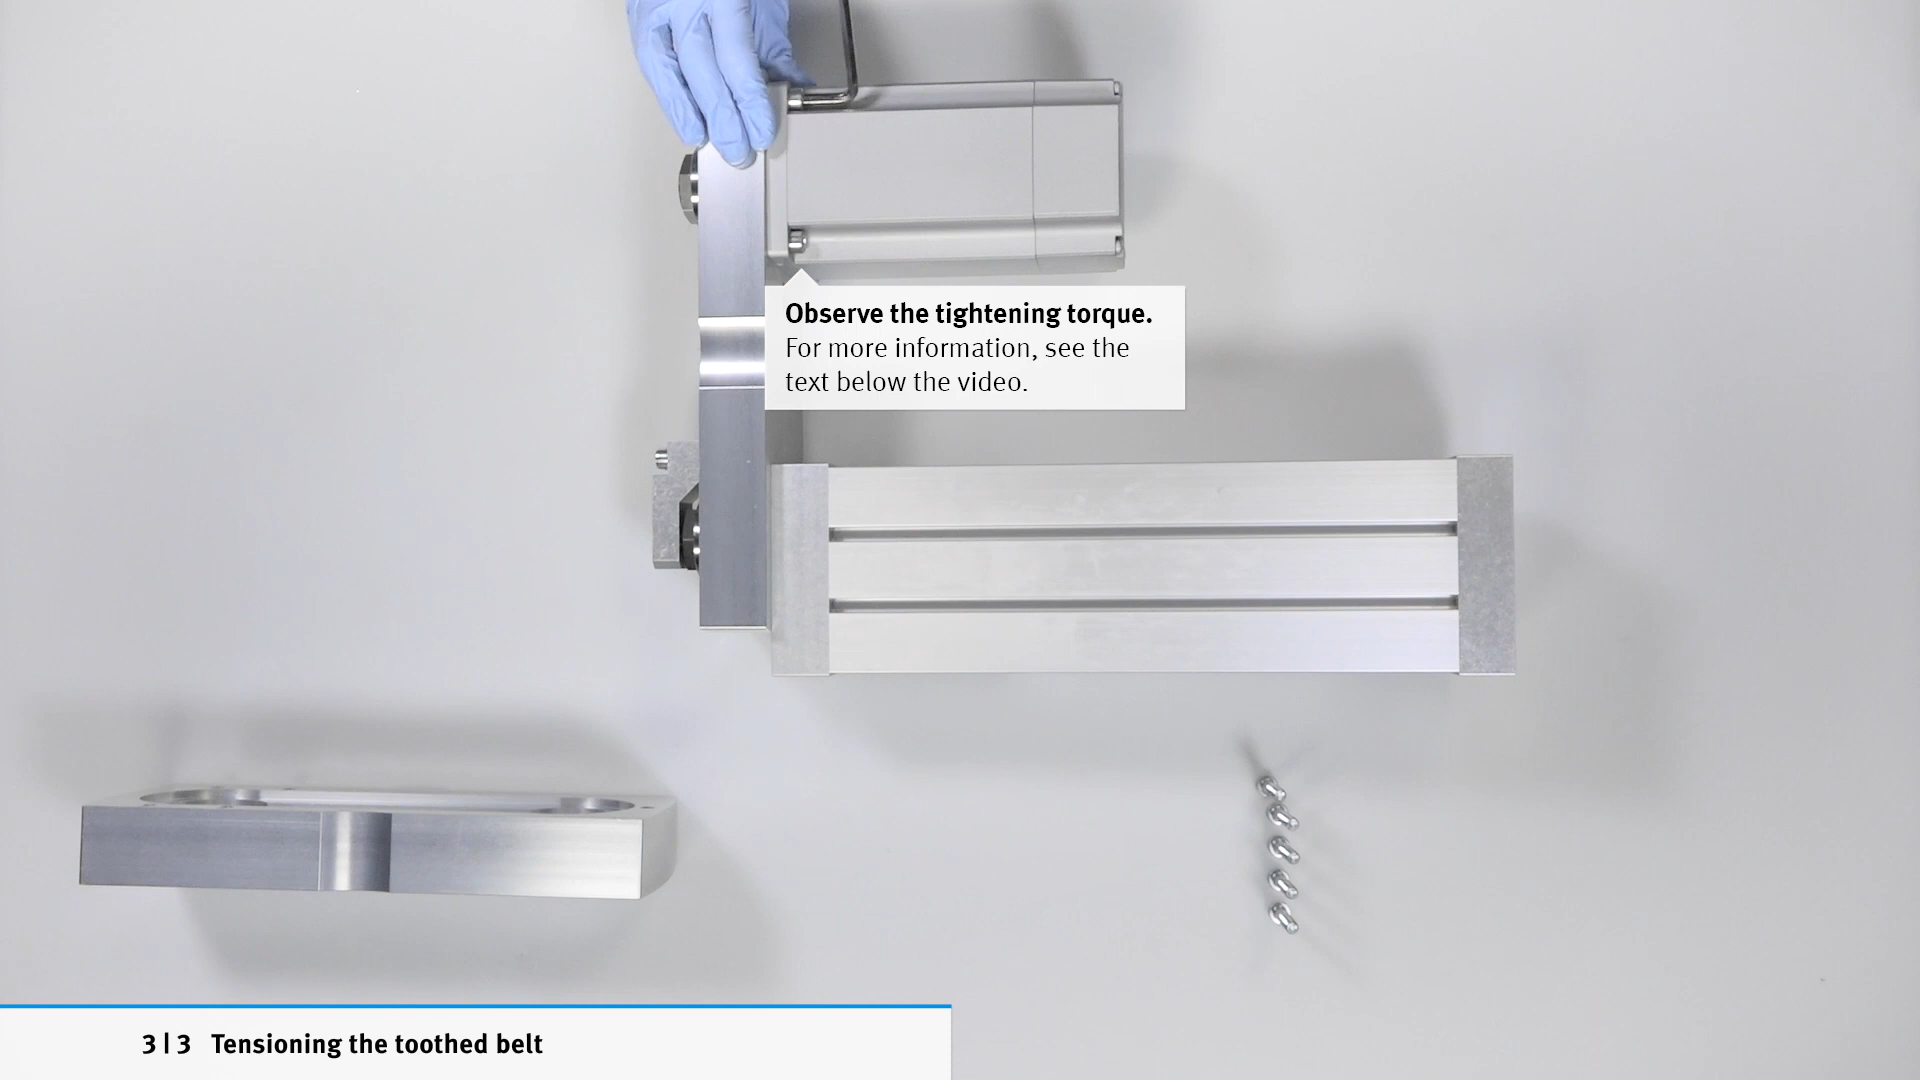 Observe the tightening torque.
For more information, see the
text below the video.
3 | 3 Tensioning the toothed belt